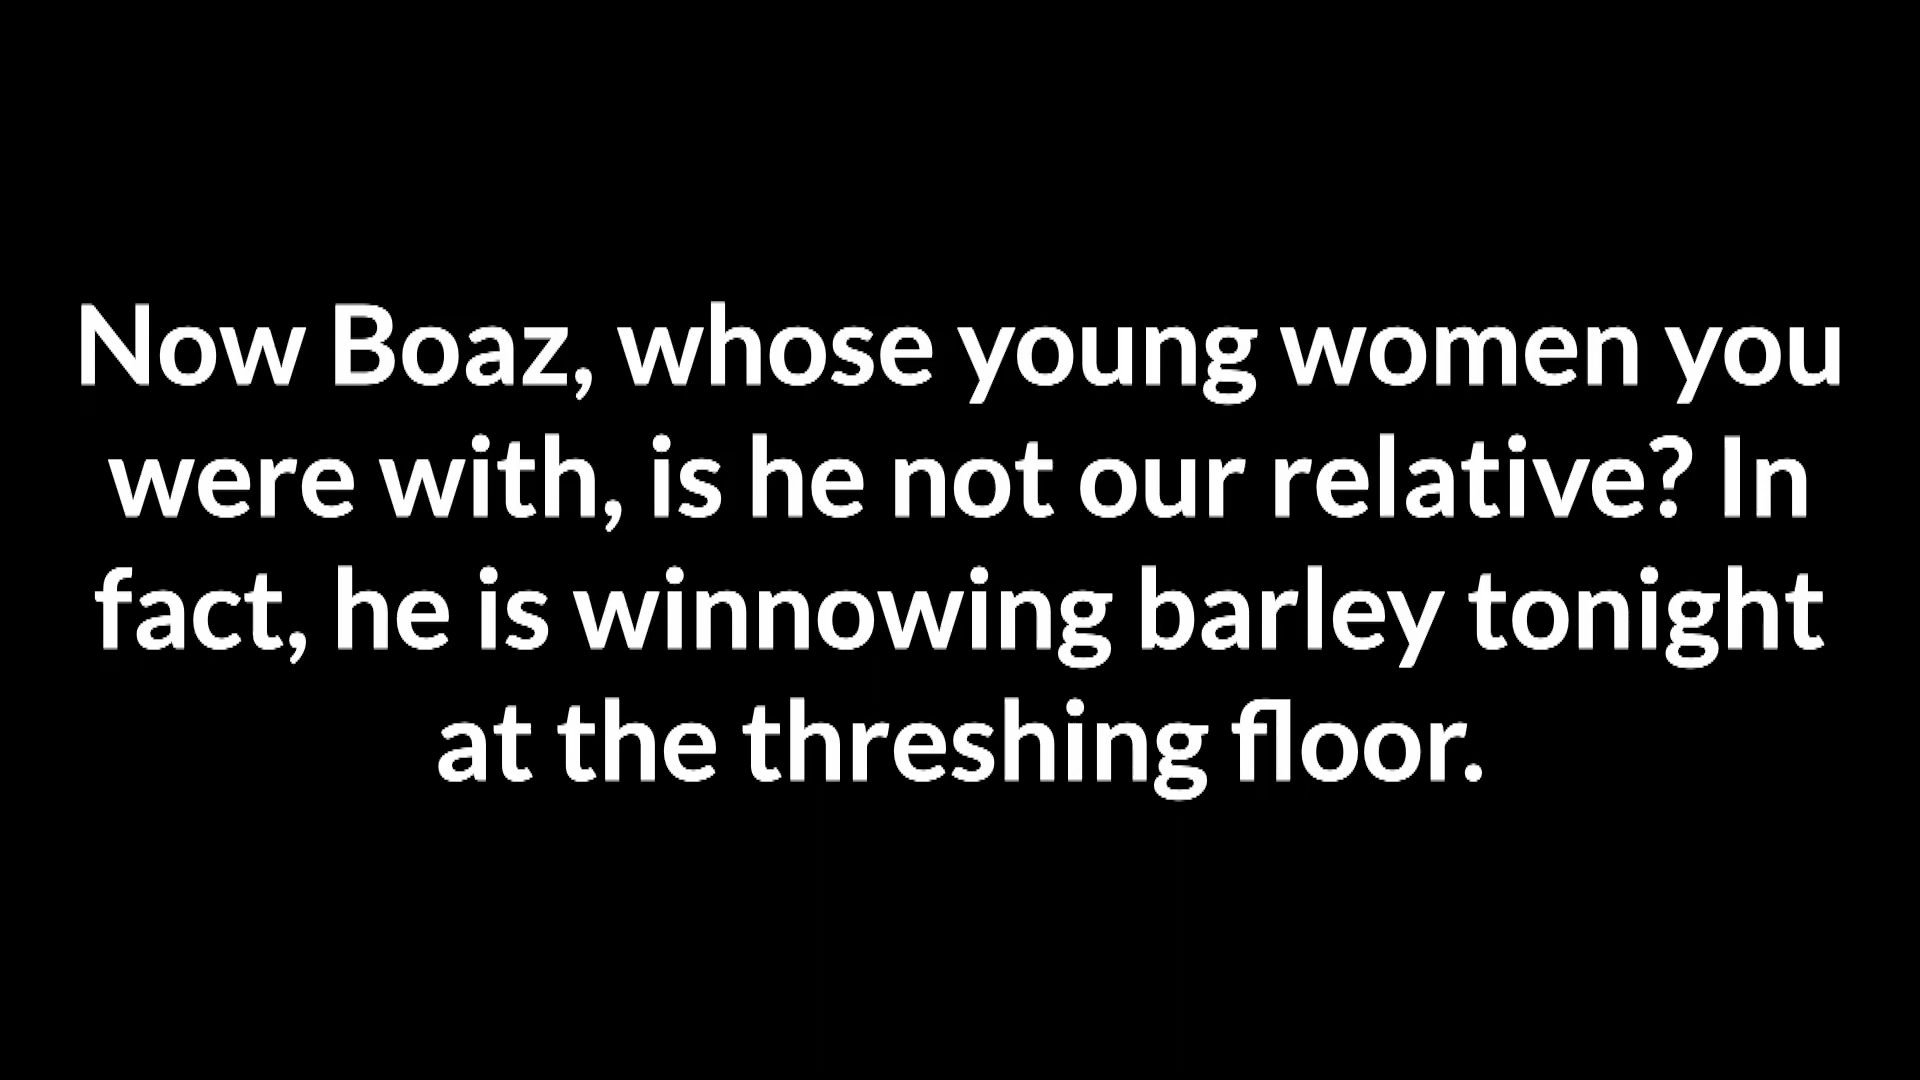 Now Boaz, whose young women you
were with, is he not our relative? In
fact, he is winnowing barley tonight
at the threshing floor.